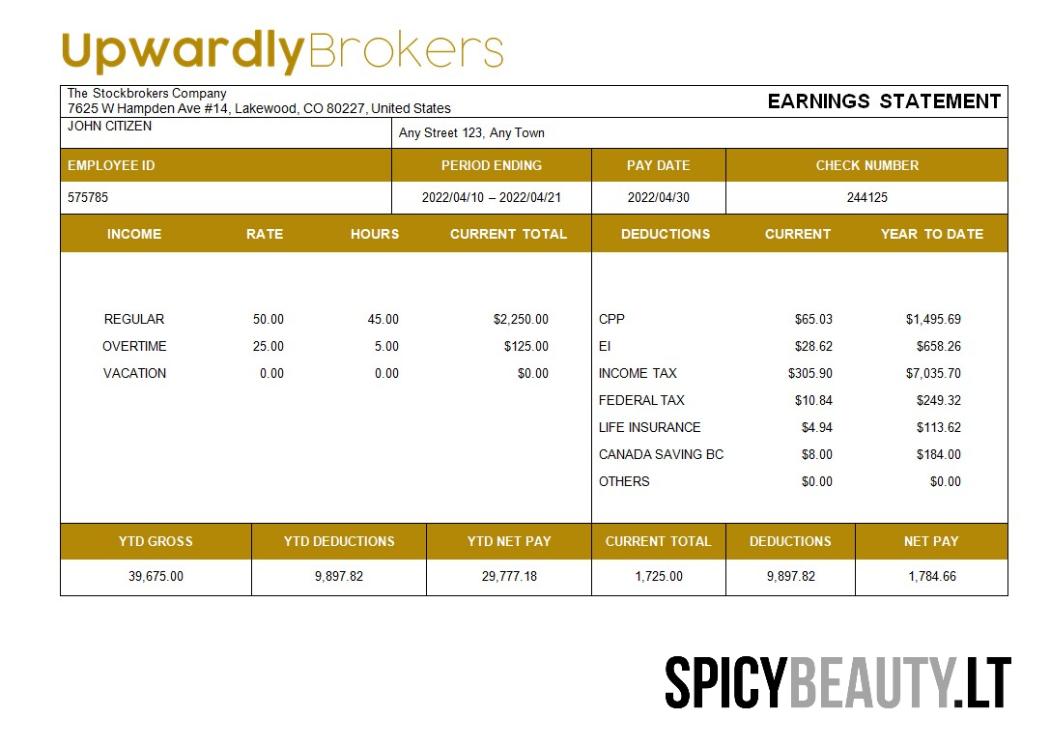 UpwardlyBrokers
The Stockbrokers Company
7625 W Hampden Ave #14, Lakewood, CO 80227, United States
EARNINGS STATEMENT
JOHN CITIZEN
Any Street 123, Any Town
EMPLOYEE ID PERIOD ENDING PAY DATE CHECK NUMBER
575785 2022/04/10 – 2022/04/21 2022/04/30 244125
INCOME RATE HOURS CURRENT TOTAL DEDUCTIONS CURRENT YEAR TO DATE
REGULAR 50.00 45.00 $2,250.00 CPP $65.03 $1,495.69
OVERTIME 25.00 5.00 $125.00 EI $28.62 $658.26
VACATION 0.00 0.00 $0.00 INCOME TAX $305.90 $7,035.70
FEDERAL TAX $10.84 $249.32
LIFE INSURANCE $4.94 $113.62
CANADA SAVING BC $8.00 $184.00
OTHERS $0.00 $0.00
YTD GROSS YTD DEDUCTIONS YTD NET PAY CURRENT TOTAL DEDUCTIONS NET PAY
39,675.00 9,897.82 29,777.18 1,725.00 9,897.82 1,784.66
SPICYBEAUTY.LT